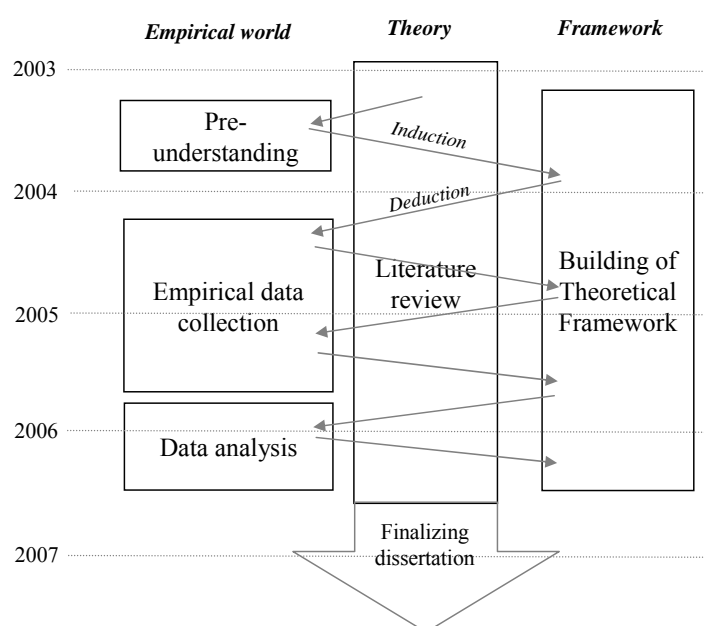 Empirical world
Theory
Framework
2003
Pre-
understanding
Induction
2004
Deduction
Empirical data
collection
Literature
review
Building of
Theoretical
Framework
2005
2006
Data analysis
Finalizing
dissertation
2007